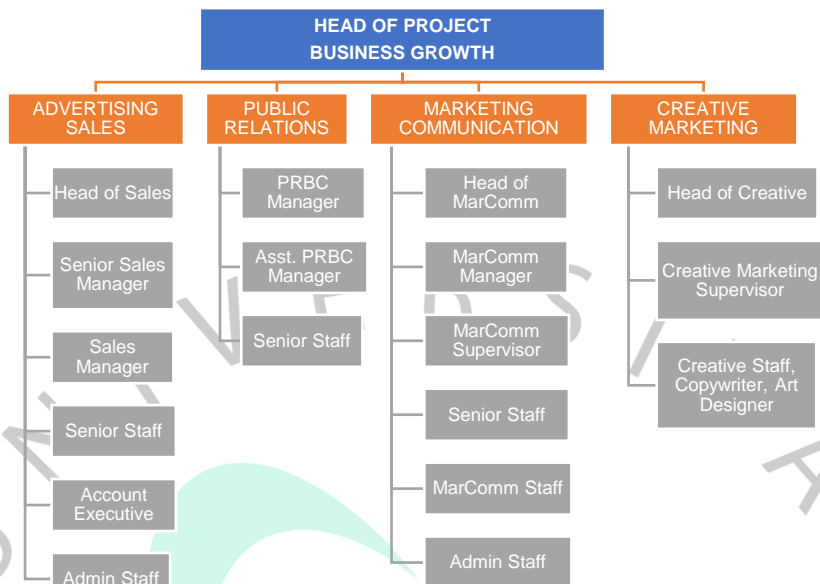 HEAD OF PROJECT
BUSINESS GROWTH
ADVERTISING
SALES
Head of Sales
Senior Sales
Manager
Sales
Manager
Senior Staff
Account
Executive
Admin Staff
PUBLIC
RELATIONS
PRBC
Manager
Asst. PRBC
Manager
Senior Staff
MARKETING
COMMUNICATION
Head of
MarComm
MarComm
Manager
MarComm
Supervisor
Senior Staff
MarComm Staff
Admin Staff
CREATIVE
MARKETING
Head of Creative
Creative Marketing
Supervisor
Creative Staff,
Copywriter, Art
Designer